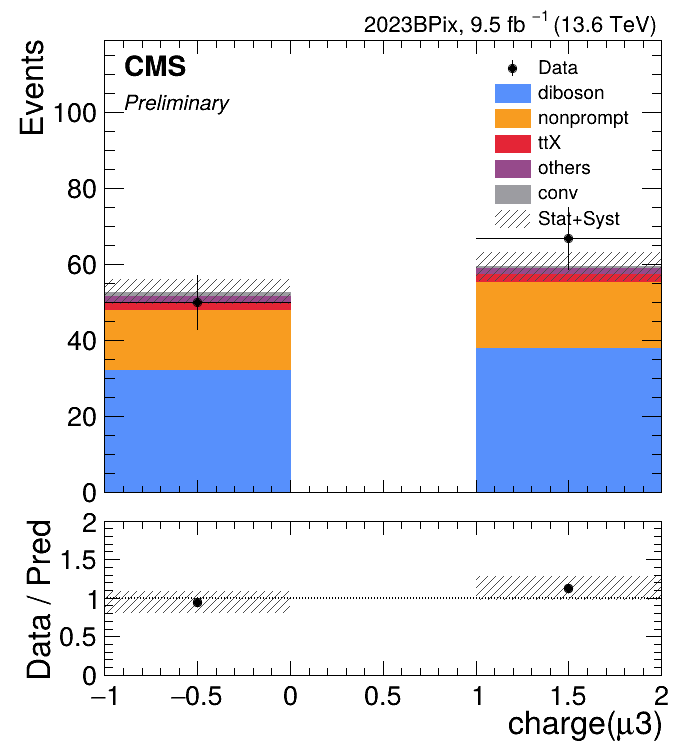 2023BPix, 9.5 fb⁻¹ (13.6 TeV)
CMS
Preliminary
Events
Data
diboson
nonprompt
ttX
others
conv
Stat+Syst
100
80
60
40
20
0
Data / Pred
2
1.5
1
0.5
0
−1 −0.5 0 0.5 1 1.5 2
charge(μ3)